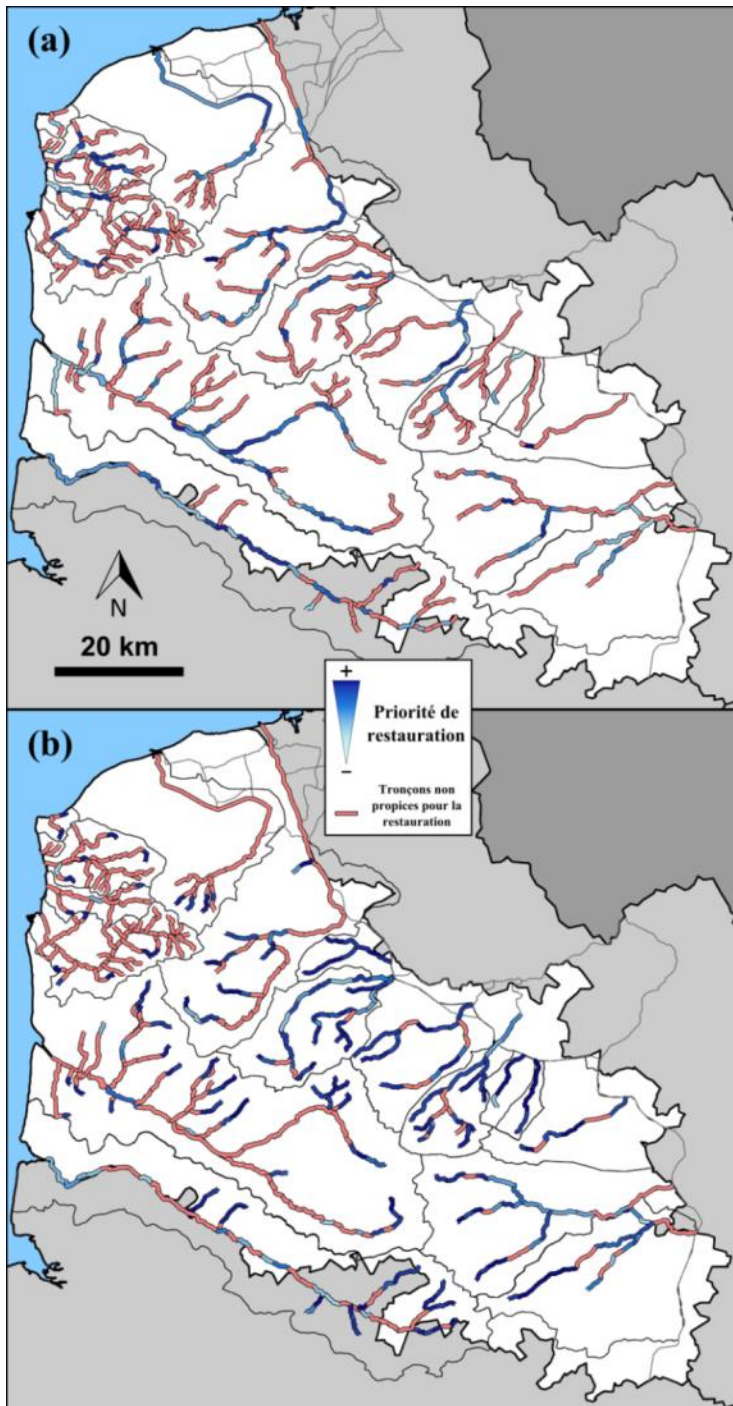 (a)
N
20 km
+
Priorité de
restauration
−
Tronçons non
propices pour la
restauration
(b)